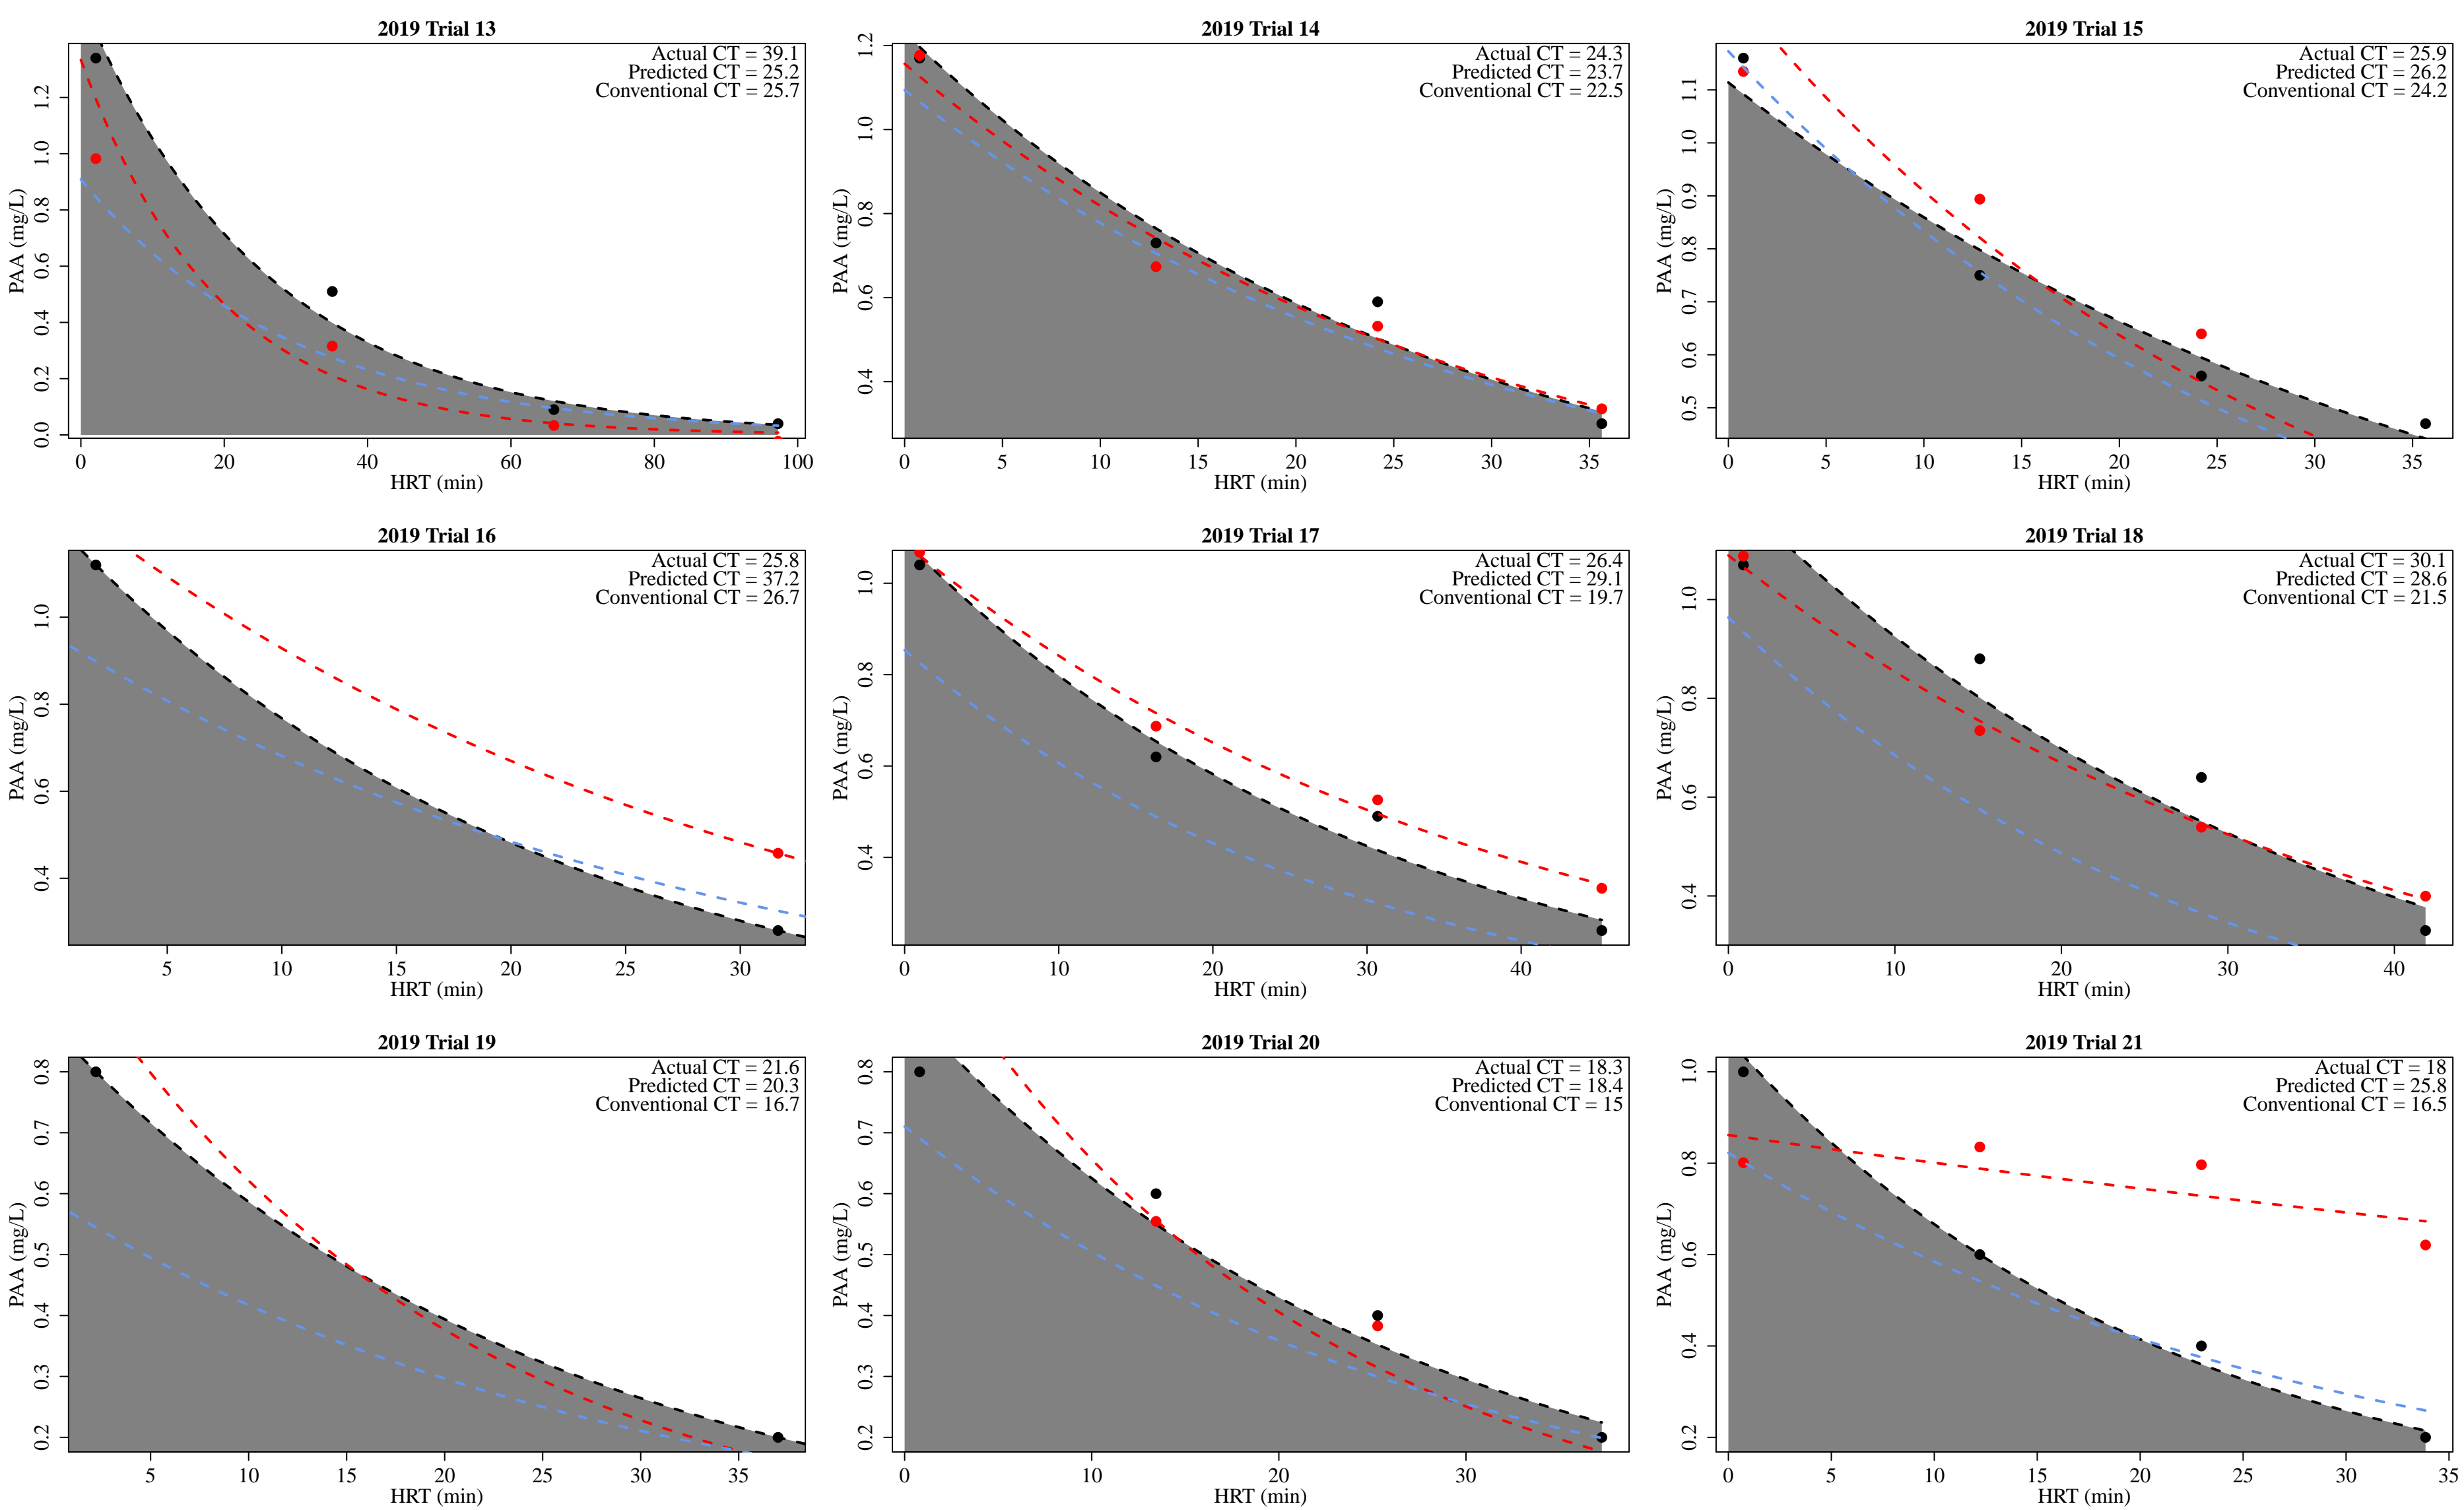 2019 Trial 13
Actual CT = 39.1
Predicted CT = 25.2
Conventional CT = 25.7
PAA (mg/L)
0.0 0.2 0.4 0.6 0.8 1.0 1.2
0 20 40 60 80 100
HRT (min)
2019 Trial 14
Actual CT = 24.3
Predicted CT = 23.7
Conventional CT = 22.5
PAA (mg/L)
0.4 0.6 0.8 1.0 1.2
0 5 10 15 20 25 30 35
HRT (min)
2019 Trial 15
Actual CT = 25.9
Predicted CT = 26.2
Conventional CT = 24.2
PAA (mg/L)
0.5 0.6 0.7 0.8 0.9 1.0 1.1
0 5 10 15 20 25 30 35
HRT (min)
2019 Trial 16
Actual CT = 25.8
Predicted CT = 37.2
Conventional CT = 26.7
PAA (mg/L)
0.4 0.6 0.8 1.0
5 10 15 20 25 30
HRT (min)
2019 Trial 17
Actual CT = 26.4
Predicted CT = 29.1
Conventional CT = 19.7
PAA (mg/L)
0.4 0.6 0.8 1.0
0 10 20 30 40
HRT (min)
2019 Trial 18
Actual CT = 30.1
Predicted CT = 28.6
Conventional CT = 21.5
PAA (mg/L)
0.4 0.6 0.8 1.0
0 10 20 30 40
HRT (min)
2019 Trial 19
Actual CT = 21.6
Predicted CT = 20.3
Conventional CT = 16.7
PAA (mg/L)
0.2 0.3 0.4 0.5 0.6 0.7 0.8
5 10 15 20 25 30 35
HRT (min)
2019 Trial 20
Actual CT = 18.3
Predicted CT = 18.4
Conventional CT = 15
PAA (mg/L)
0.2 0.3 0.4 0.5 0.6 0.7 0.8
0 10 20 30
HRT (min)
2019 Trial 21
Actual CT = 18
Predicted CT = 25.8
Conventional CT = 16.5
PAA (mg/L)
0.2 0.4 0.6 0.8 1.0
0 5 10 15 20 25 30 35
HRT (min)